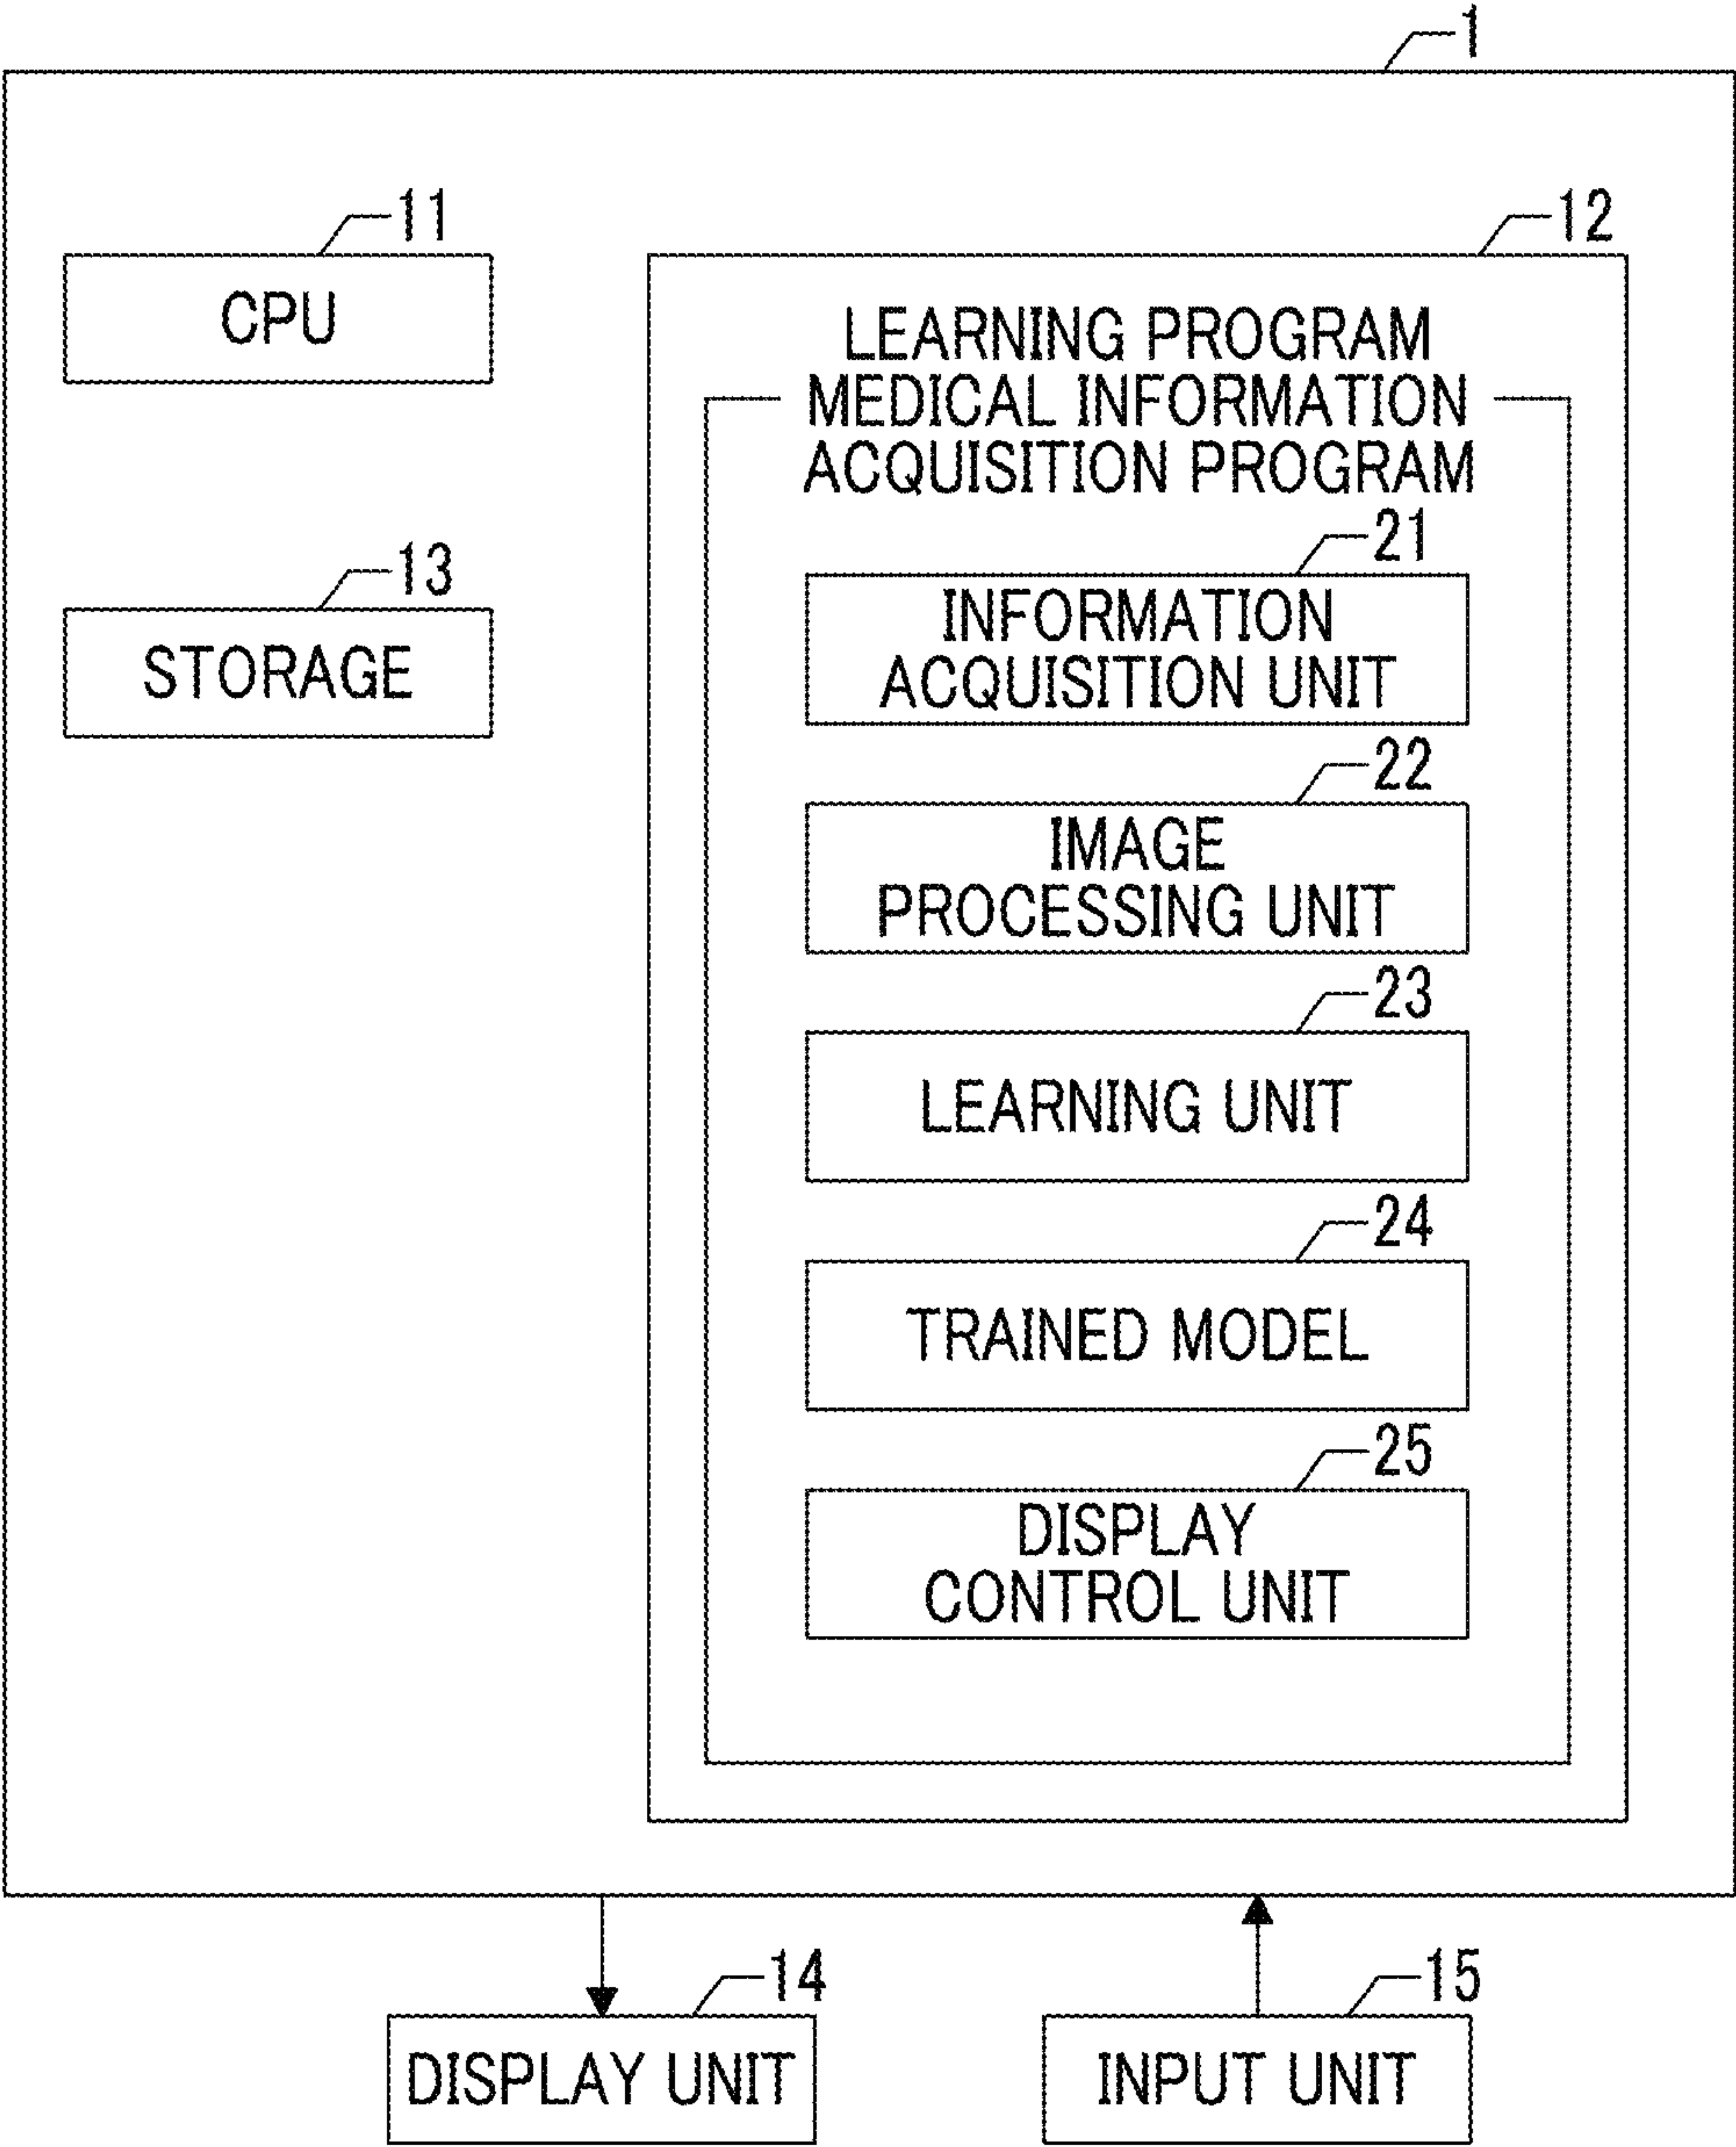 1
11
CPU
12
LEARNING PROGRAM
MEDICAL INFORMATION
ACQUISITION PROGRAM
13
STORAGE
21
INFORMATION
ACQUISITION UNIT
22
IMAGE
PROCESSING UNIT
23
LEARNING UNIT
24
TRAINED MODEL
25
DISPLAY
CONTROL UNIT
14
DISPLAY UNIT
15
INPUT UNIT